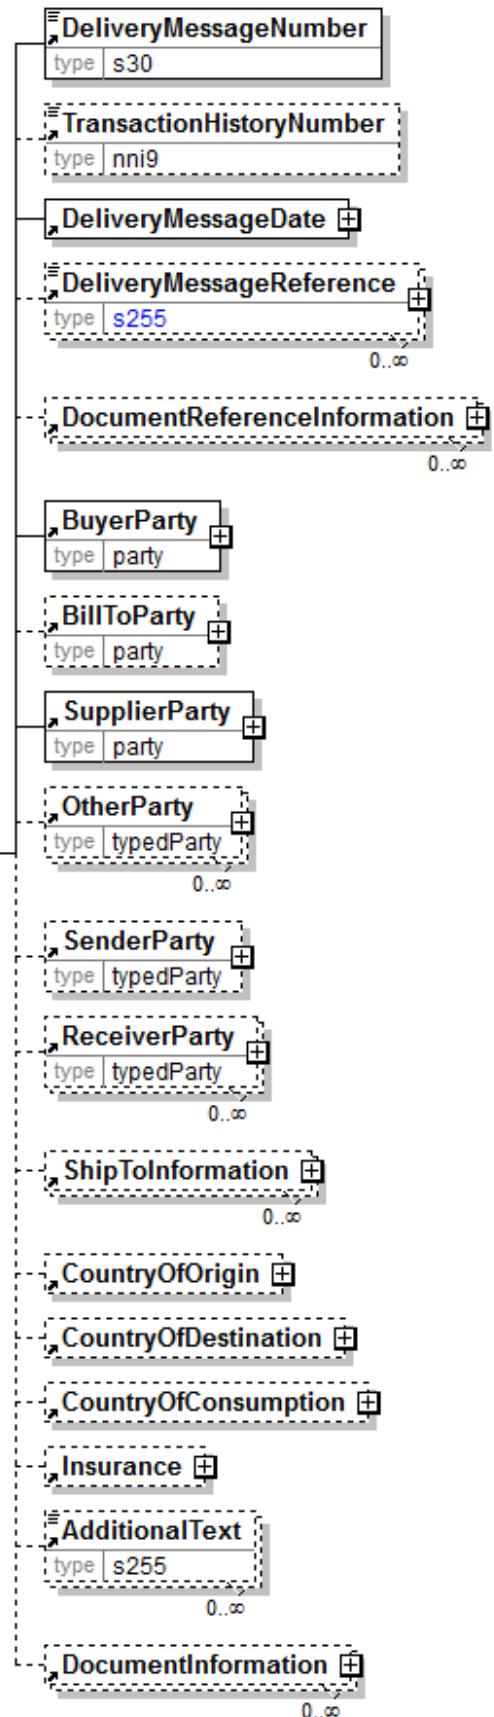 DeliveryMessageNumber
type s30
TransactionHistoryNumber
type nni9
DeliveryMessageDate
DeliveryMessageReference
type s255
0..∞
DocumentReferenceInformation
0..∞
BuyerParty
type party
BillToParty
type party
SupplierParty
type party
OtherParty
type typedParty
0..∞
SenderParty
type typedParty
ReceiverParty
type typedParty
0..∞
ShipToInformation
0..∞
CountryOfOrigin
CountryOfDestination
CountryOfConsumption
Insurance
AdditionalText
type s255
0..∞
DocumentInformation
0..∞